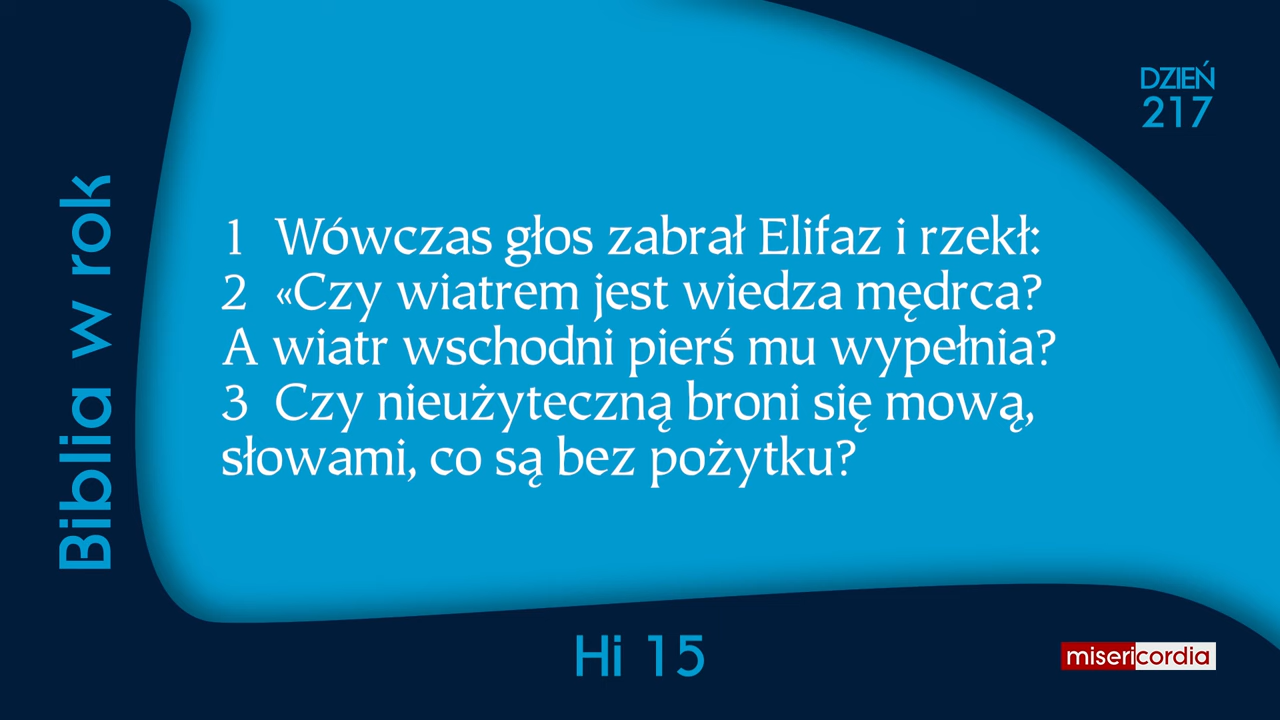 DZIEŃ
217
Biblia w rok
1 Wówczas głos zabrał Elifaz i rzekł:
2 «Czy wiatrem jest wiedza mędrca?
A wiatr wschodni pierś mu wypełnia?
3 Czy nieużyteczną broni się mową,
słowami, co są bez pożytku?
Hi 15
misericordia